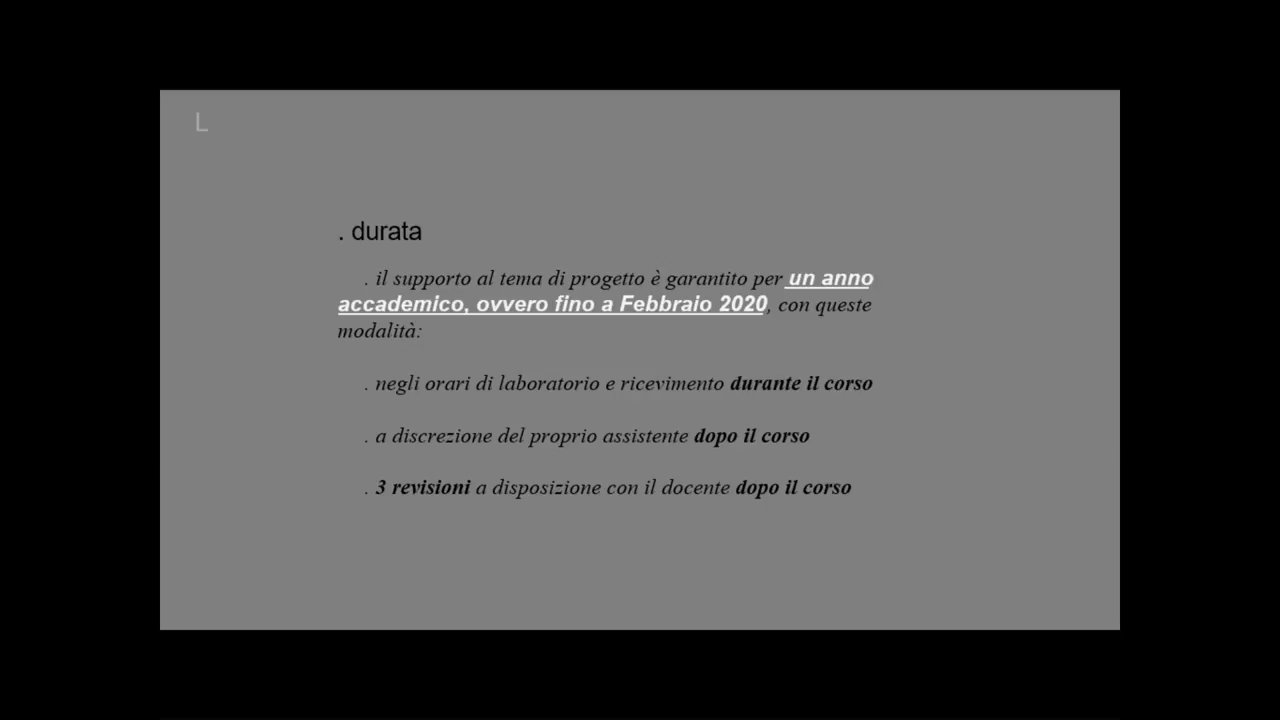 L
. durata
. il supporto al tema di progetto è garantito per un anno
accademico, ovvero fino a Febbraio 2020, con queste
modalità:
. negli orari di laboratorio e ricevimento durante il corso
. a discrezione del proprio assistente dopo il corso
. 3 revisioni a disposizione con il docente dopo il corso